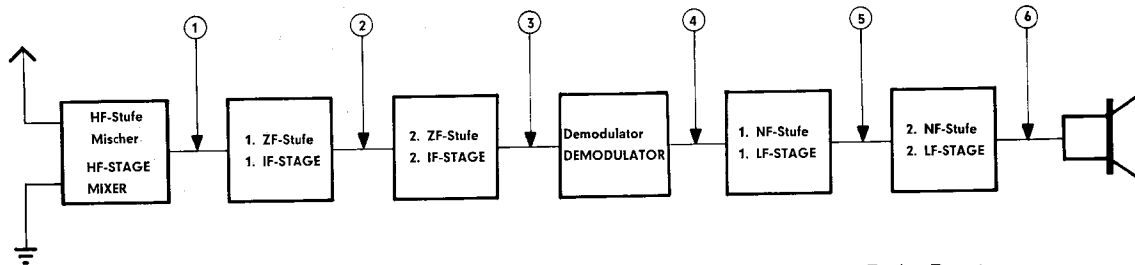 1
2
3
4
5
6
HF-Stufe
Mischer
HF-STAGE
MIXER
1. ZF-Stufe
1. IF-STAGE
2. ZF-Stufe
2. IF-STAGE
Demodulator
DEMODULATOR
1. NF-Stufe
1. LF-STAGE
2. NF-Stufe
2. LF-STAGE